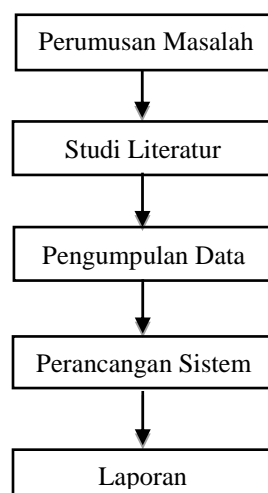 Perumusan Masalah
Studi Literatur
Pengumpulan Data
Perancangan Sistem
Laporan